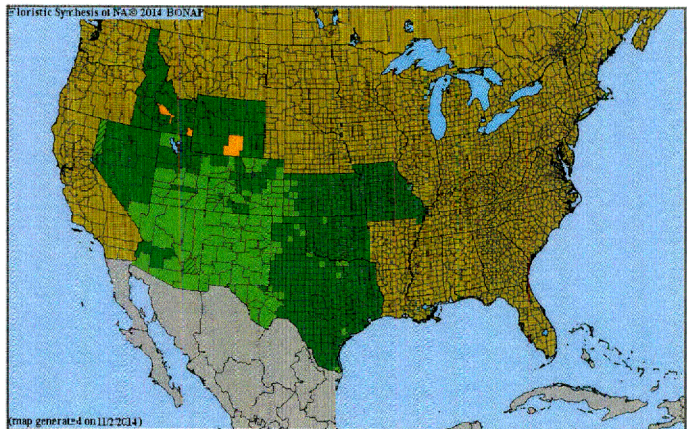 Floristic Synthesis of NA © 2014 BONAP
(map generated on 11/2/2014)